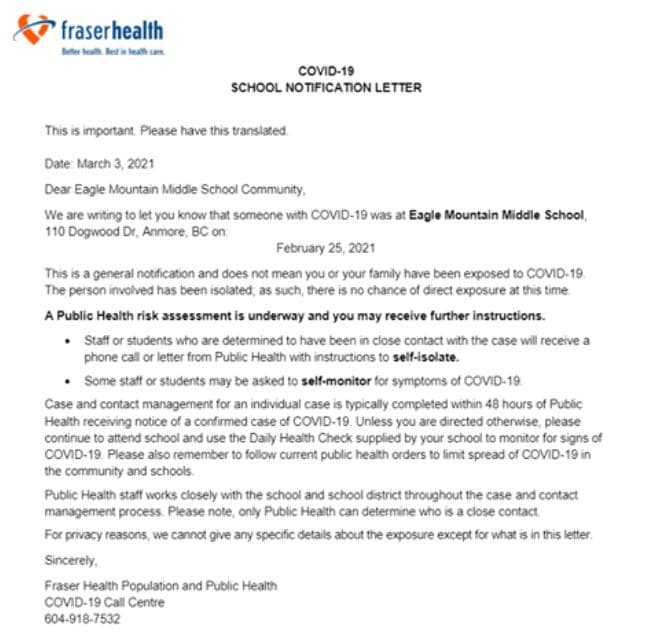 fraserhealth
Better health. Best in health care.
COVID-19
SCHOOL NOTIFICATION LETTER
This is important. Please have this translated.
Date: March 3, 2021
Dear Eagle Mountain Middle School Community,
We are writing to let you know that someone with COVID-19 was at Eagle Mountain Middle School,
110 Dogwood Dr, Anmore, BC on:
February 25, 2021
This is a general notification and does not mean you or your family have been exposed to COVID-19.
The person involved has been isolated; as such, there is no chance of direct exposure at this time.
A Public Health risk assessment is underway and you may receive further instructions.
• Staff or students who are determined to have been in close contact with the case will receive a
phone call or letter from Public Health with instructions to self-isolate.
• Some staff or students may be asked to self-monitor for symptoms of COVID-19.
Case and contact management for an individual case is typically completed within 48 hours of Public
Health receiving notice of a confirmed case of COVID-19. Unless you are directed otherwise, please
continue to attend school and use the Daily Health Check supplied by your school to monitor for signs of
COVID-19. Please also remember to follow current public health orders to limit spread of COVID-19 in
the community and schools.
Public Health staff works closely with the school and school district throughout the case and contact
management process. Please note, only Public Health can determine who is a close contact.
For privacy reasons, we cannot give any specific details about the exposure except for what is in this letter.
Sincerely,
Fraser Health Population and Public Health
COVID-19 Call Centre
604-918-7532